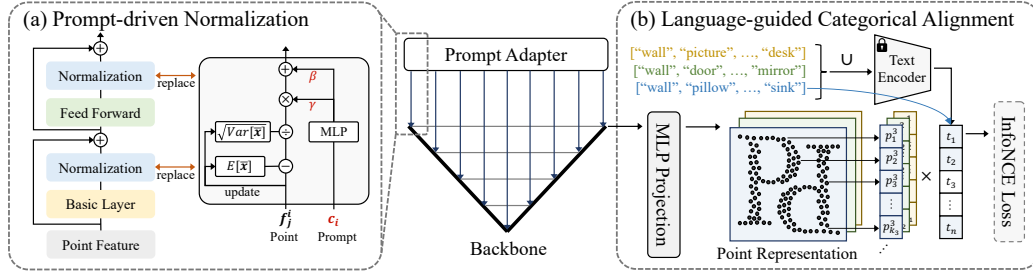 (a) Prompt-driven Normalization
Normalization
Feed Forward
Normalization
Basic Layer
Point Feature
replace
replace
β
γ
√Var[x̄]
E[x̄]
MLP
update
f_j^i
c_i
Point
Prompt
Prompt Adapter
Backbone
(b) Language-guided Categorical Alignment
["wall", "picture", …, "desk"]
["wall", "door", …, "mirror"]
["wall", "pillow", …, "sink"]
∪
Text
Encoder
MLP Projection
Point Representation
p_1^3
p_2^3
p_3^3
⋮
p_{k_3}^3
⋰
×
t_1
t_2
t_3
⋮
t_n
InfoNCE Loss